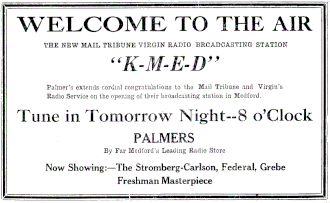 WELCOME TO THE AIR
THE NEW MAIL TRIBUNE VIRGIN RADIO BROADCASTING STATION
"K-M-E-D"
Palmer's extends cordial congratulations to the Mail Tribune and Virgin's
Radio Service on the opening of their broadcasting station in Medford.
Tune in Tomorrow Night--8 o'Clock
PALMERS
By Far Medford's Leading Radio Store
Now Showing:—The Stromberg-Carlson, Federal, Grebe
Freshman Masterpiece